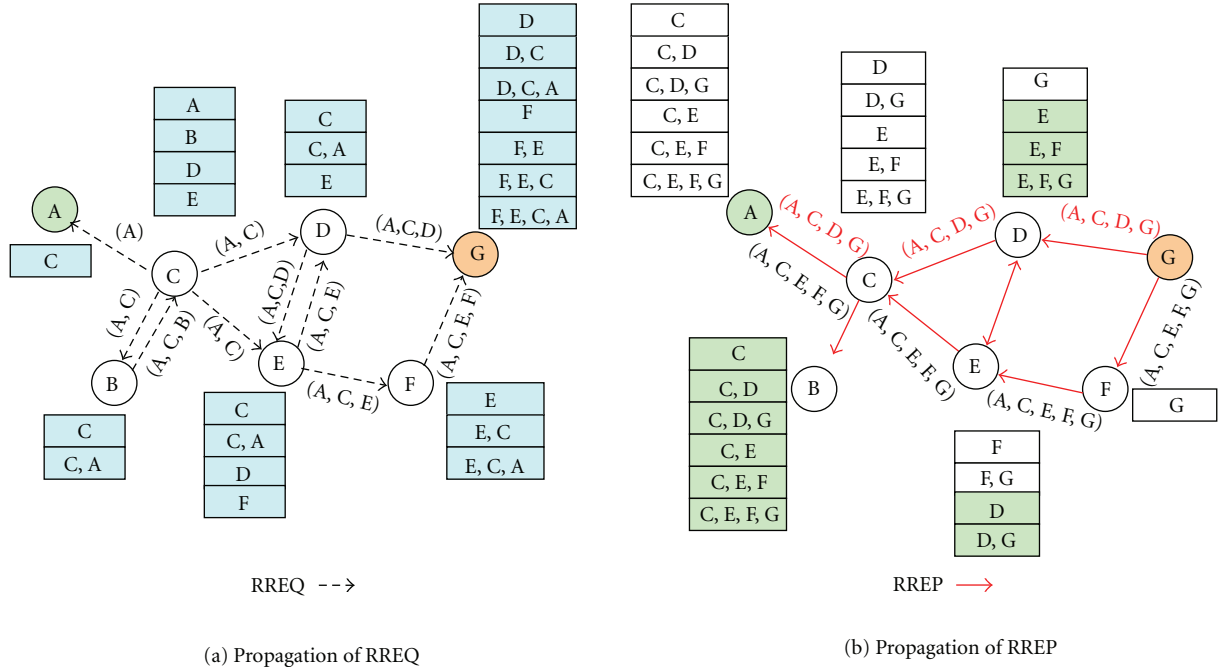 D
D, C
D, C, A
F
F, E
F, E, C
F, E, C, A
A
B
D
E
C
C, A
E
A
C
(A)
C
(A, C)
D
(A,C,D)
G
(A, C)
(A, C, B)
(A, C)
(A,C,D)
(A, C, E)
(A, C, E, F)
B
E
(A, C, E)
F
C
C, A
C
C, A
D
F
E
E, C
E, C, A
RREQ
(a) Propagation of RREQ
C
C, D
C, D, G
C, E
C, E, F
C, E, F, G
D
D, G
E
E, F
E, F, G
G
E
E, F
E, F, G
A
(A, C, D, G)
(A, C, D, G)
D
(A, C, D, G)
G
(A, C, E, F, G)
C
(A, C, E, F, G)
(A, C, E, F, G)
B
E
(A, C, E, F, G)
F
G
C
C, D
C, D, G
C, E
C, E, F
C, E, F, G
F
F, G
D
D, G
RREP
(b) Propagation of RREP